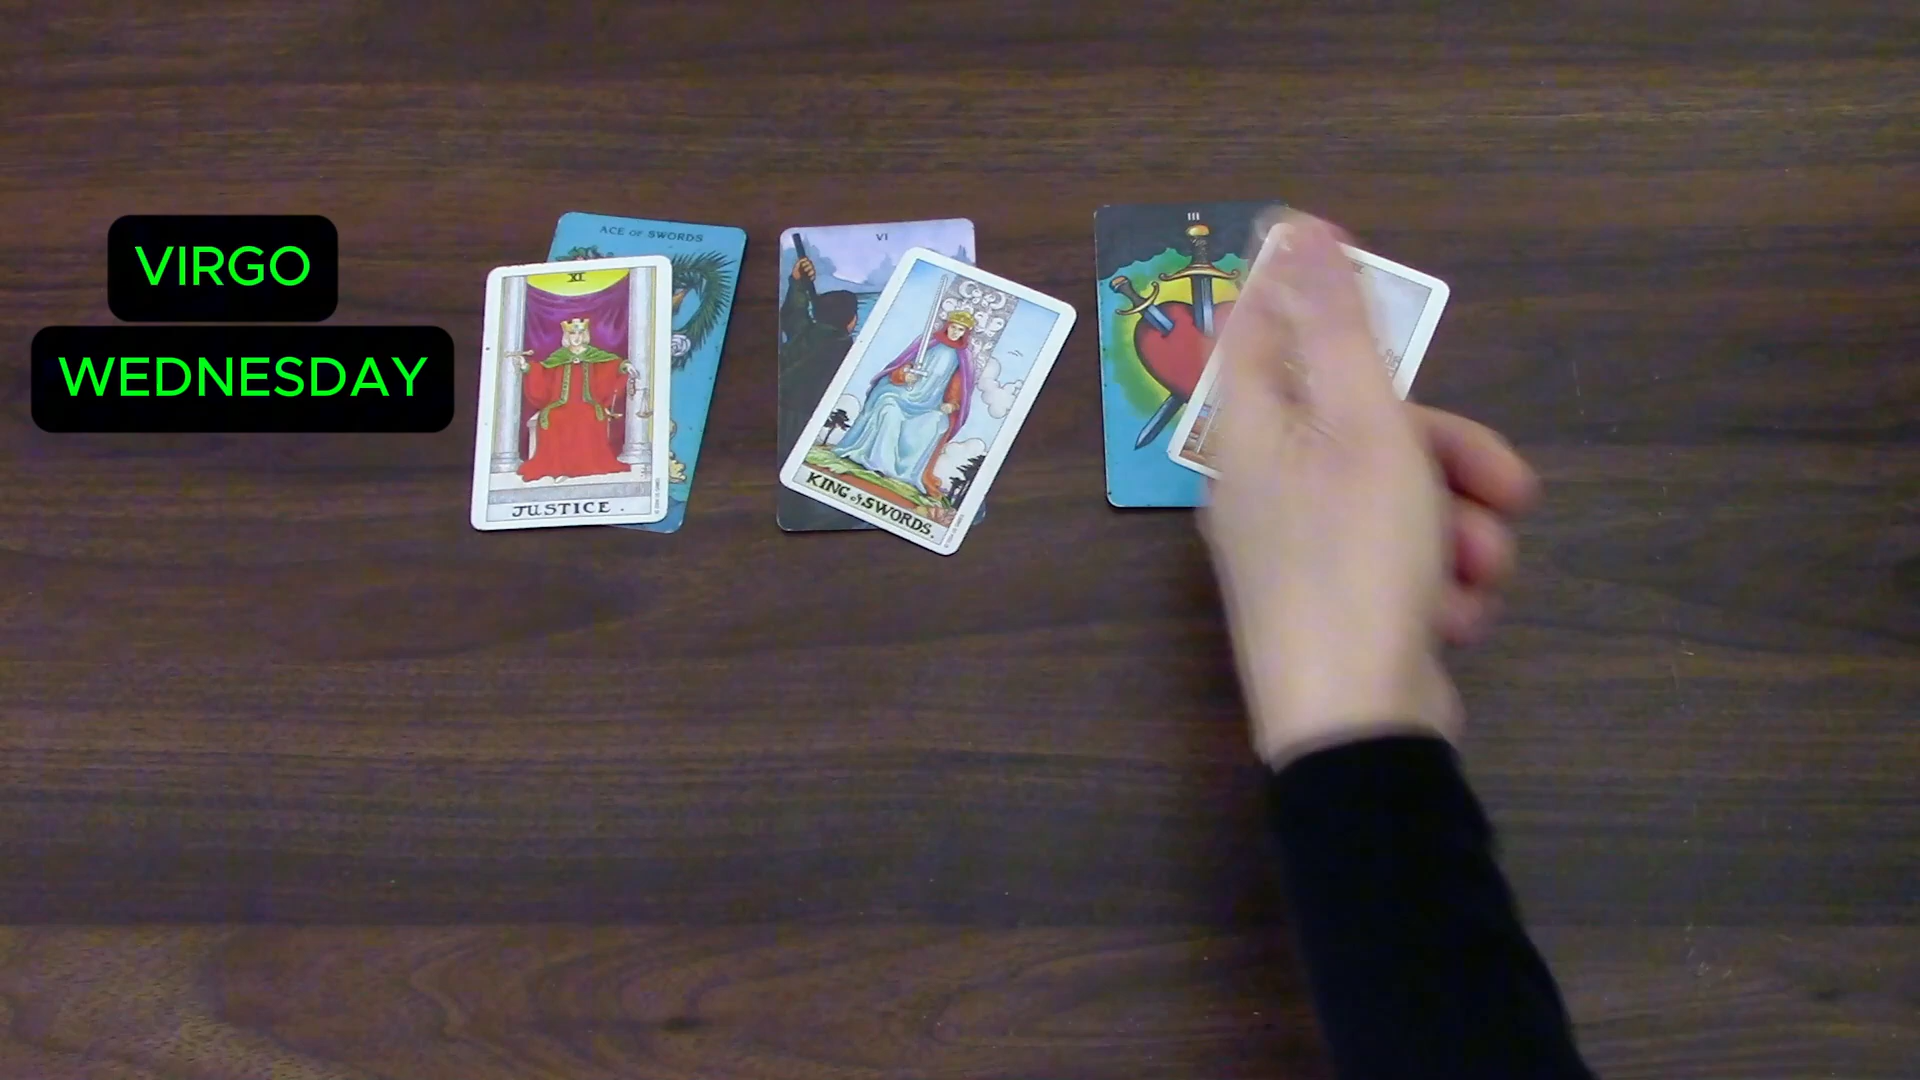 VIRGO
WEDNESDAY
ACE OF SWORDS
XI
JUSTICE.
VI
KING of SWORDS.
III